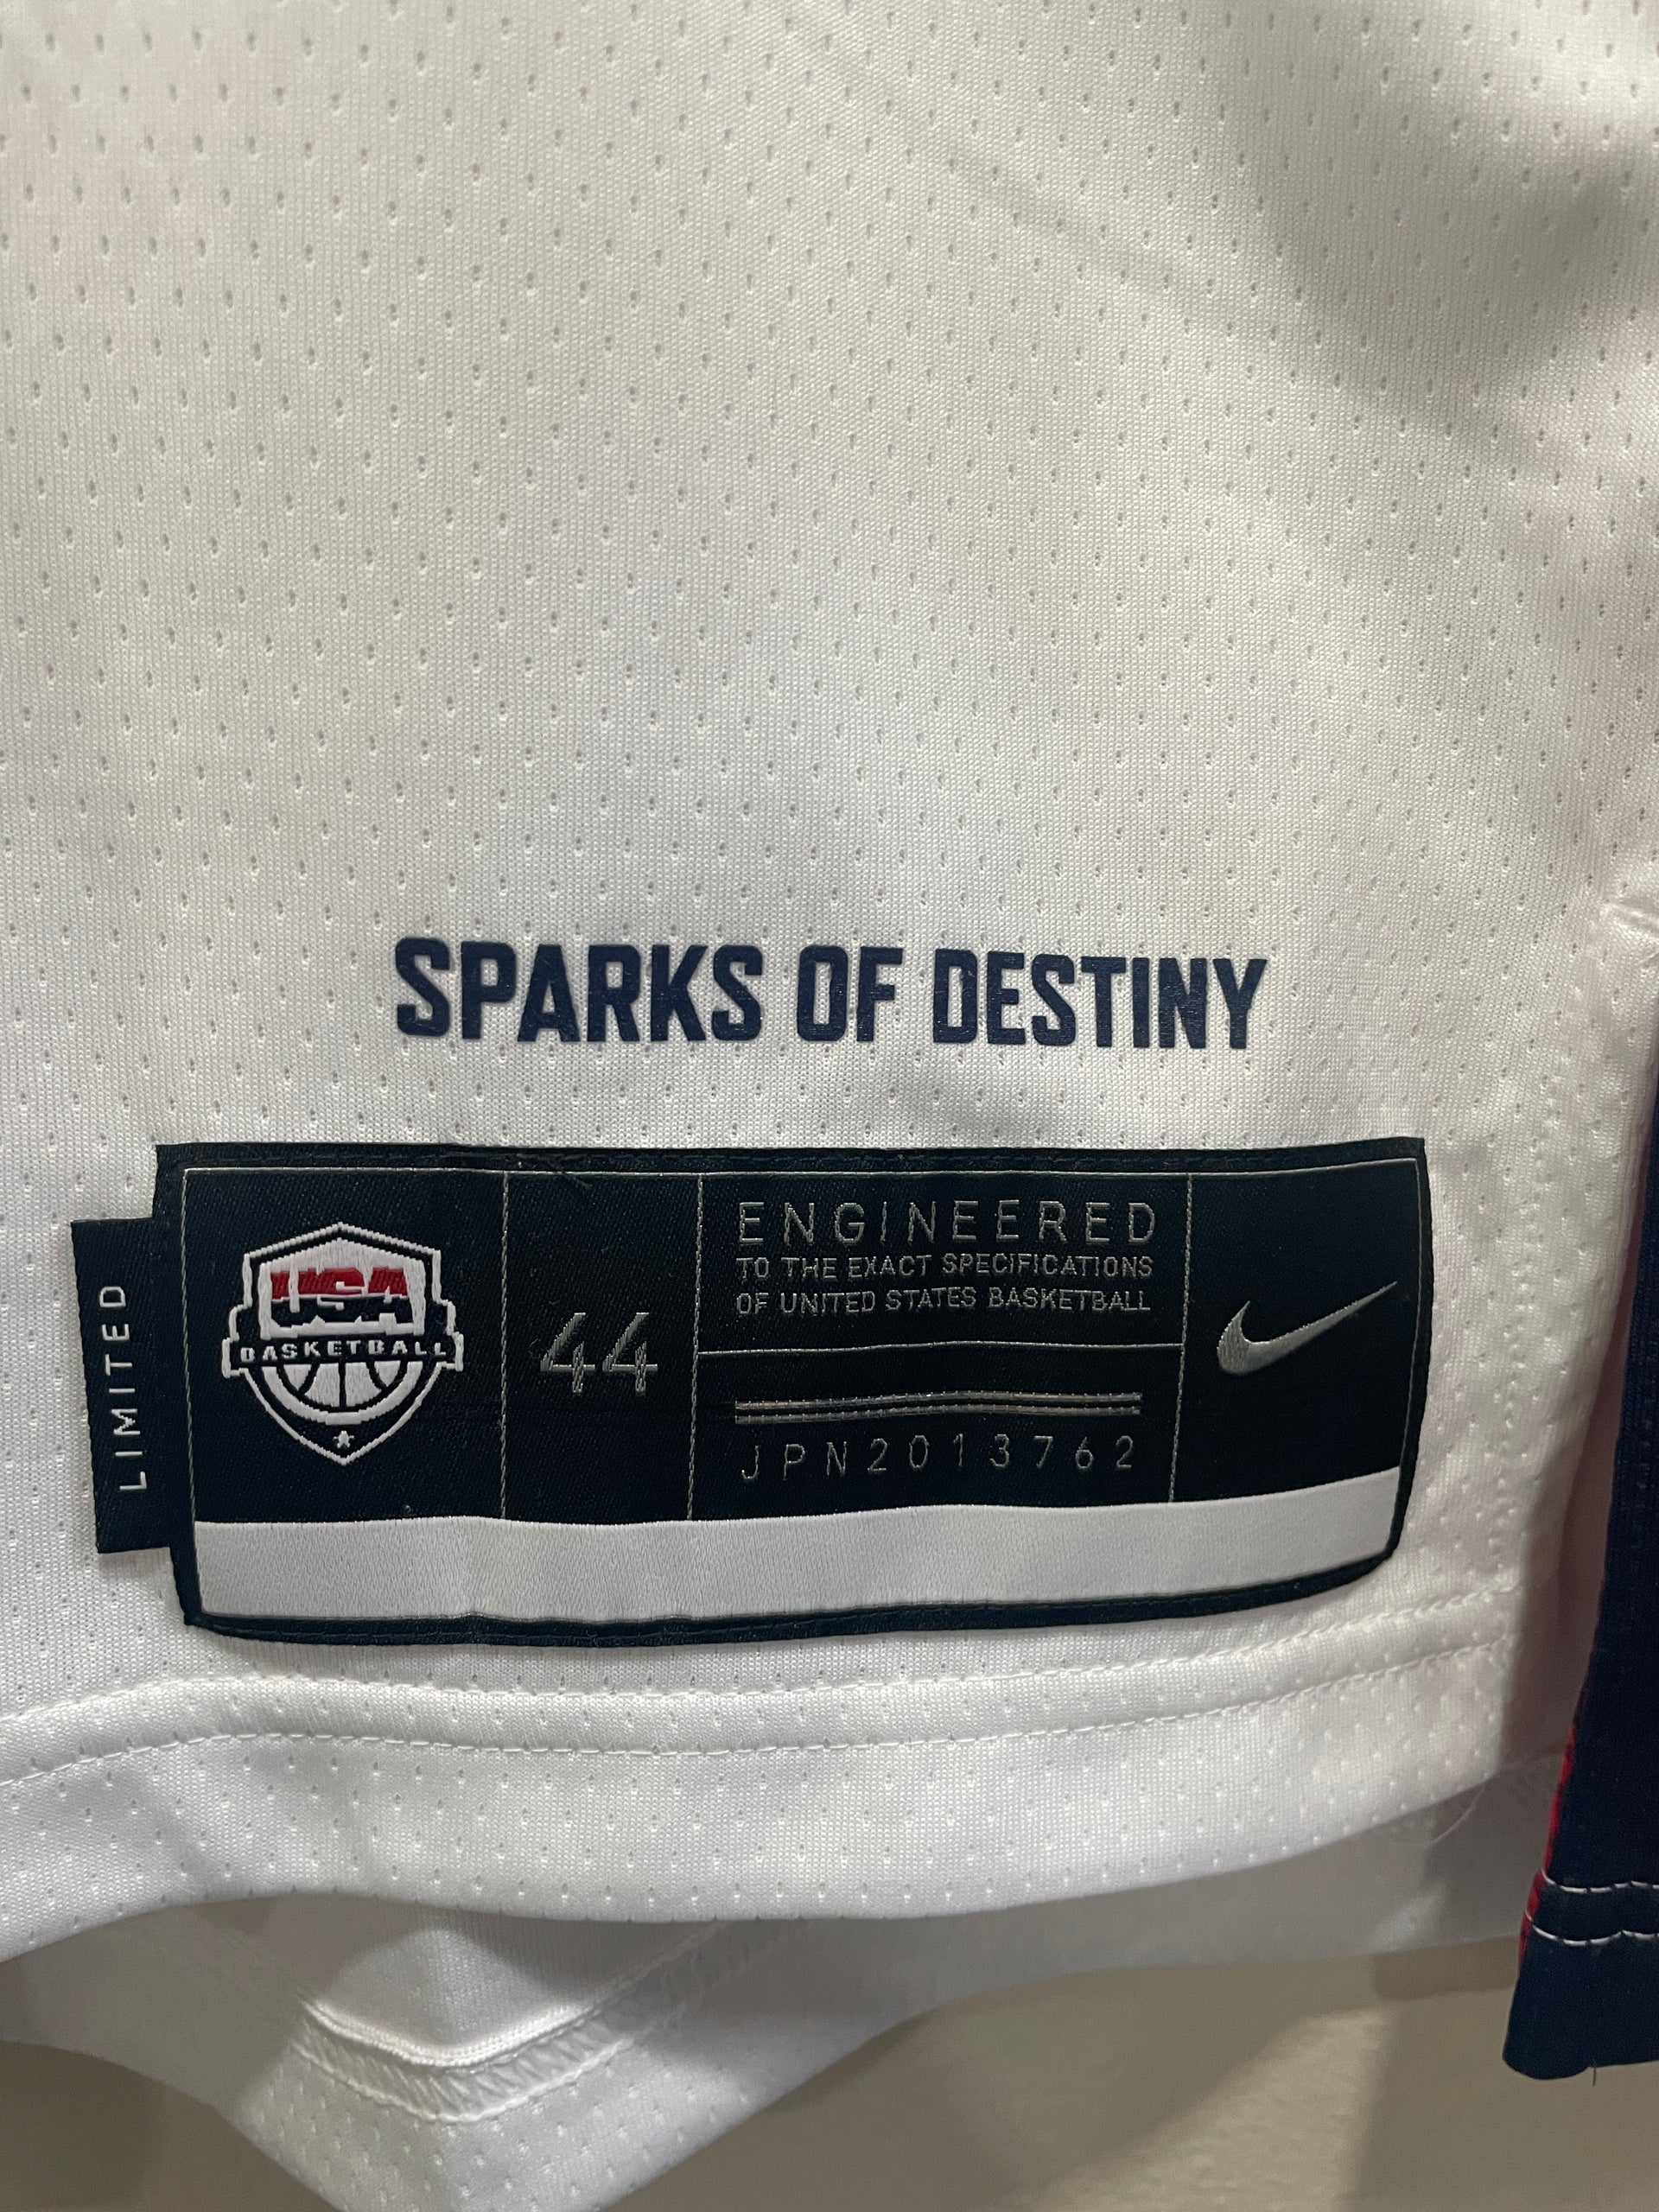 SPARKS OF DESTINY
LIMITED
USA
BASKETBALL
44
ENGINEERED
TO THE EXACT SPECIFICATIONS
OF UNITED STATES BASKETBALL
JPN2013762